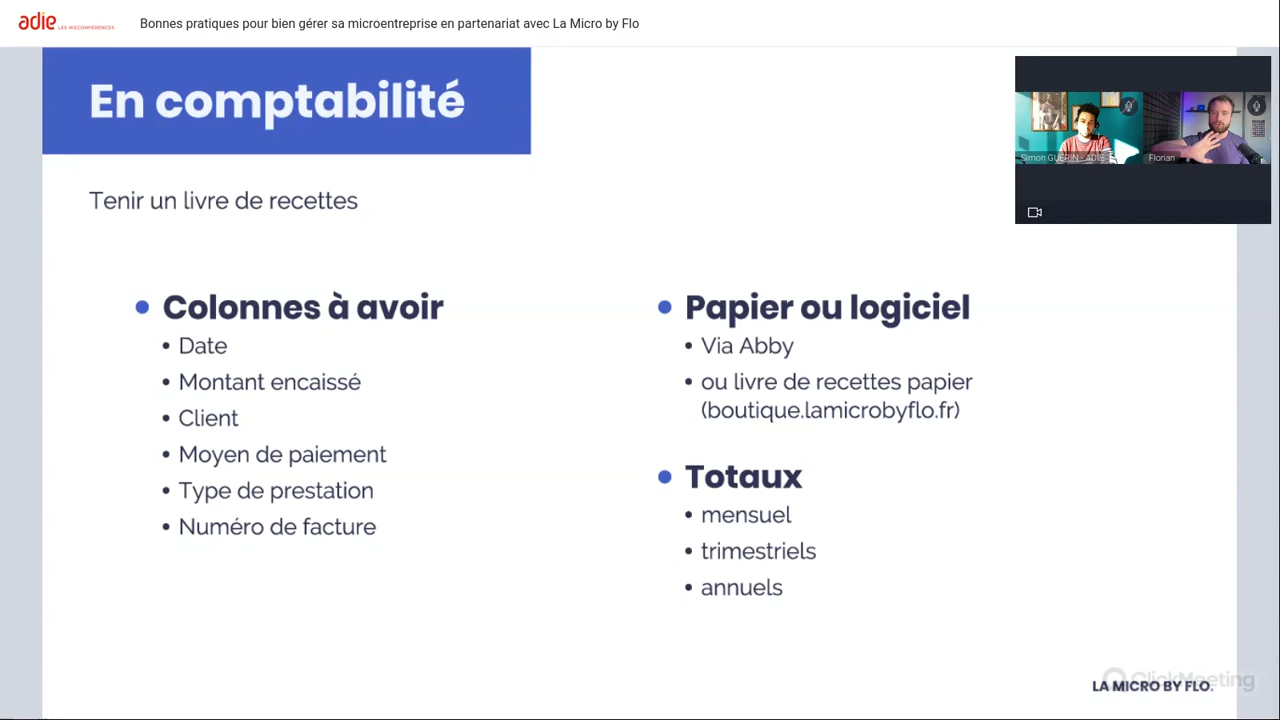 adie LES WEBCONFÉRENCES
Bonnes pratiques pour bien gérer sa microentreprise en partenariat avec La Micro by Flo
En comptabilité
Simon GUERIN - ADIE
Florian
Tenir un livre de recettes
Colonnes à avoir
Date
Montant encaissé
Client
Moyen de paiement
Type de prestation
Numéro de facture
Papier ou logiciel
Via Abby
ou livre de recettes papier
(boutique.lamicrobyflo.fr)
Totaux
mensuel
trimestriels
annuels
ClickMeeting
LA MICRO BY FLO.